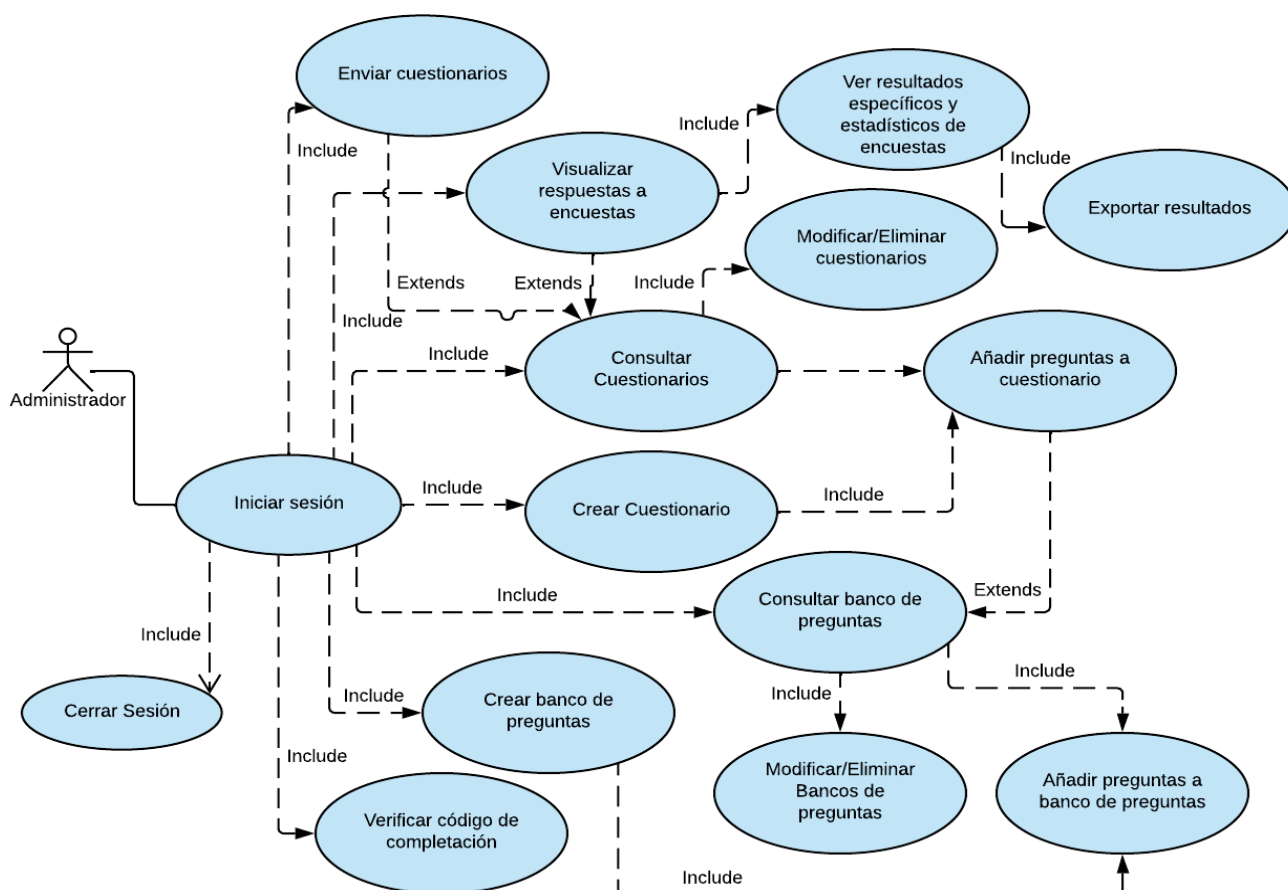 Enviar cuestionarios
Ver resultados
específicos y
estadísticos de
encuestas
Include
Include
Include
Visualizar
respuestas a
encuestas
Exportar resultados
Modificar/Eliminar
cuestionarios
Extends
Extends
Include
Include
Administrador
Include
Consultar
Cuestionarios
Añadir preguntas a
cuestionario
Iniciar sesión
Include
Crear Cuestionario
Include
Include
Consultar banco de
preguntas
Extends
Include
Cerrar Sesión
Include
Crear banco de
preguntas
Include
Include
Include
Verificar código de
completación
Modificar/Eliminar
Bancos de
preguntas
Añadir preguntas a
banco de preguntas
Include